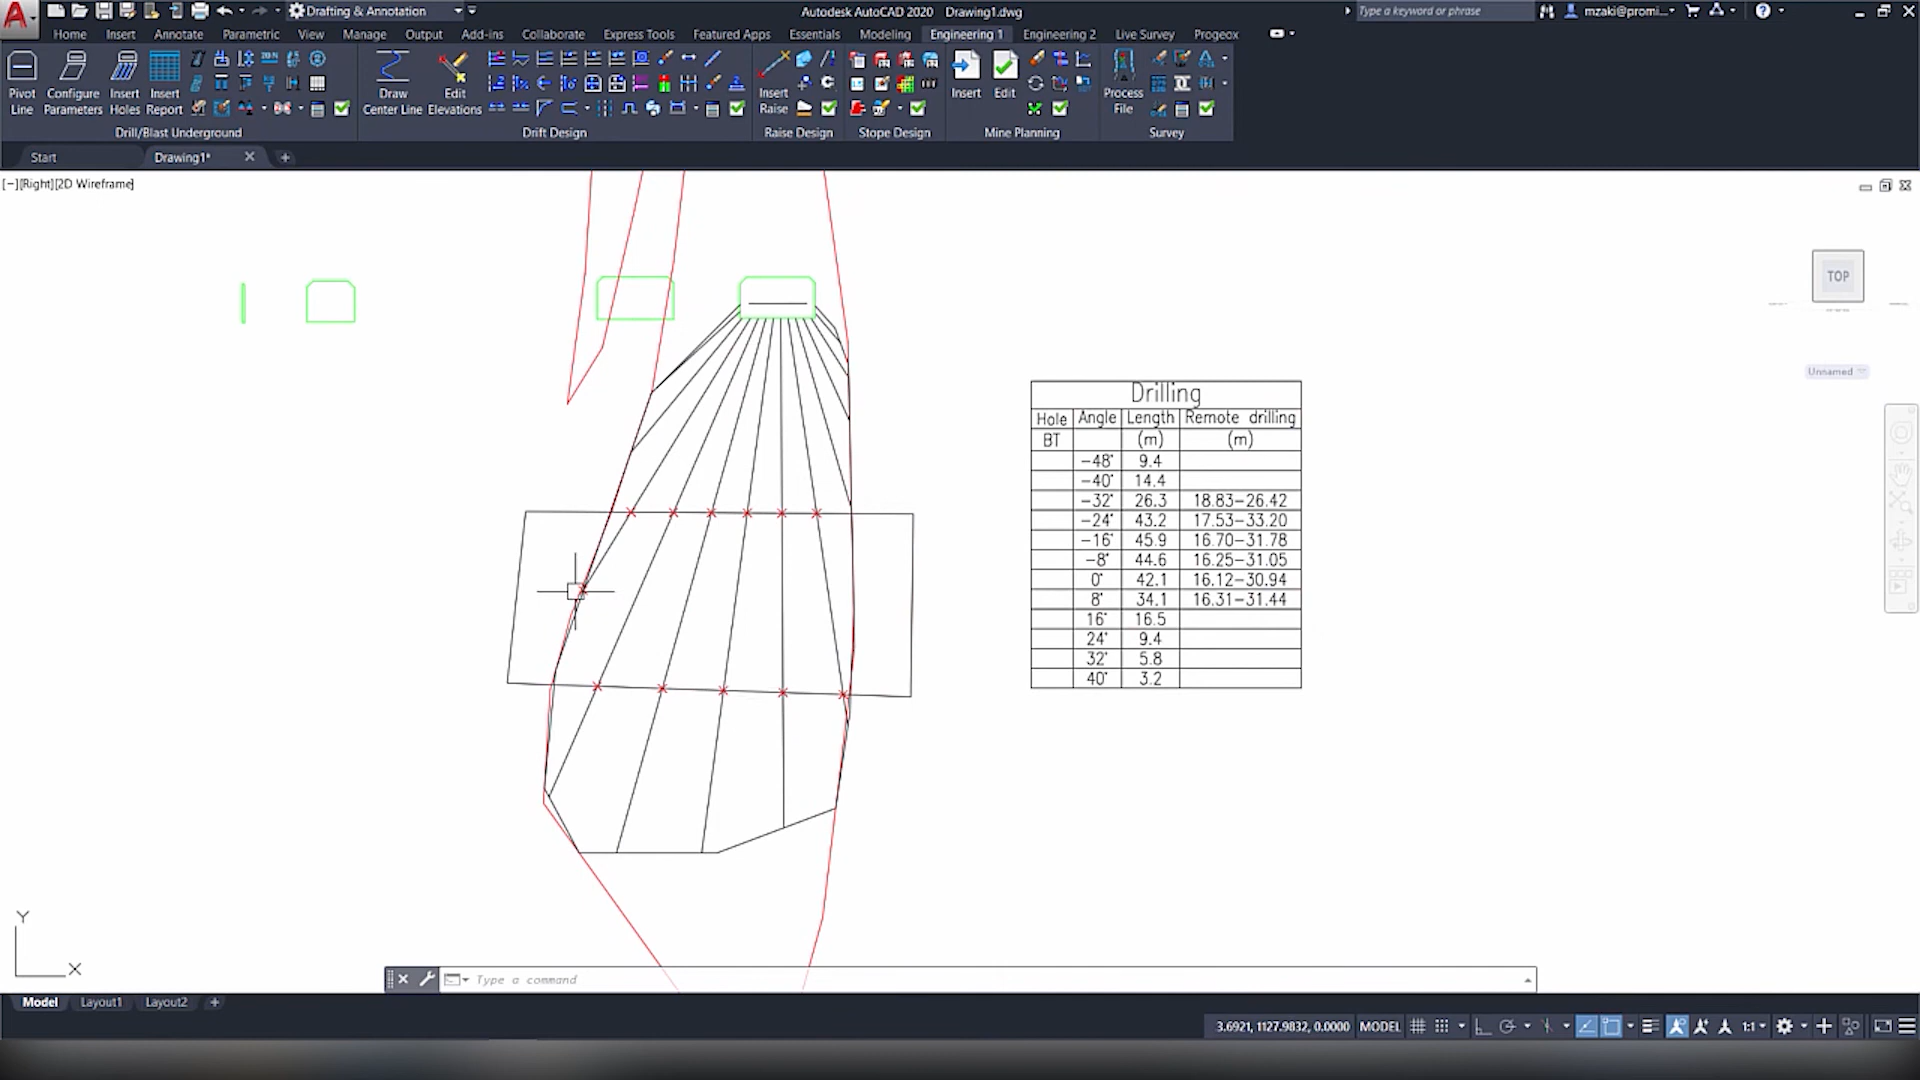 Drafting & Annotation
Autodesk AutoCAD 2020 Drawing1.dwg
Type a keyword or phrase
mzaki@promi...
Home Insert Annotate Parametric View Manage Output Add-ins Collaborate Express Tools Featured Apps Essentials Modeling Engineering 1 Engineering 2 Live Survey Progeox
Pivot Line
Configure Parameters
Insert Holes
Insert Report
Draw Center Line
Edit Elevations
Insert Raise
Insert
Edit
Process File
Drill/Blast Underground
Drift Design
Raise Design
Stope Design
Mine Planning
Survey
Start
Drawing1*
[−][Right][2D Wireframe]
TOP
Unnamed
Drilling
Hole Angle Length Remote drilling
BT (m) (m)
-48° 9.4
-40° 14.4
-32° 26.3 18.83-26.42
-24° 43.2 17.53-33.20
-16° 45.9 16.70-31.78
-8° 44.6 16.25-31.05
0° 42.1 16.12-30.94
8° 34.1 16.31-31.44
16° 16.5
24° 9.4
32° 5.8
40° 3.2
Y
X
Type a command
Model Layout1 Layout2
3.6921, 1127.9832, 0.0000 MODEL
1:1